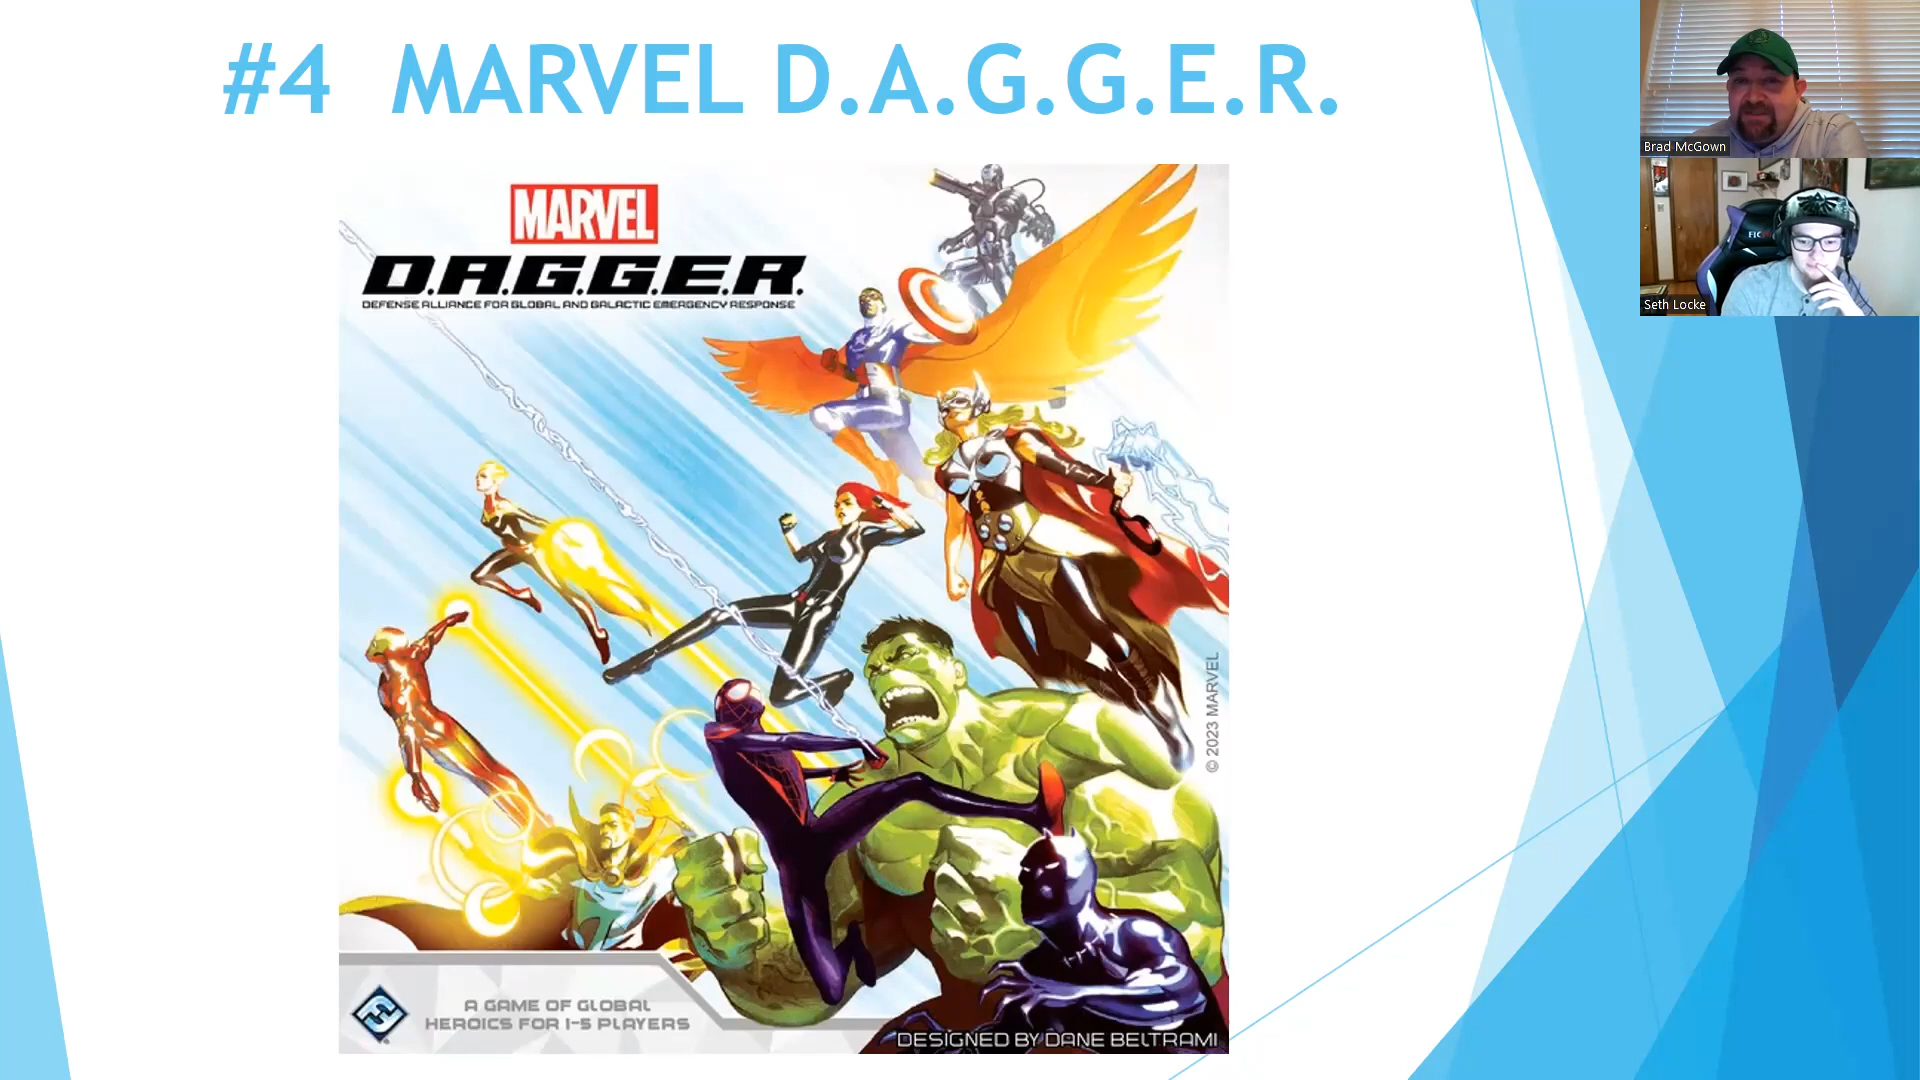 #4 MARVEL D.A.G.G.E.R.
MARVEL
D.A.G.G.E.R.
DEFENSE ALLIANCE FOR GLOBAL AND GALACTIC EMERGENCY RESPONSE
© 2023 MARVEL
A GAME OF GLOBAL
HEROICS FOR 1-5 PLAYERS
DESIGNED BY DANE BELTRAMI
Brad McGown
Seth Locke